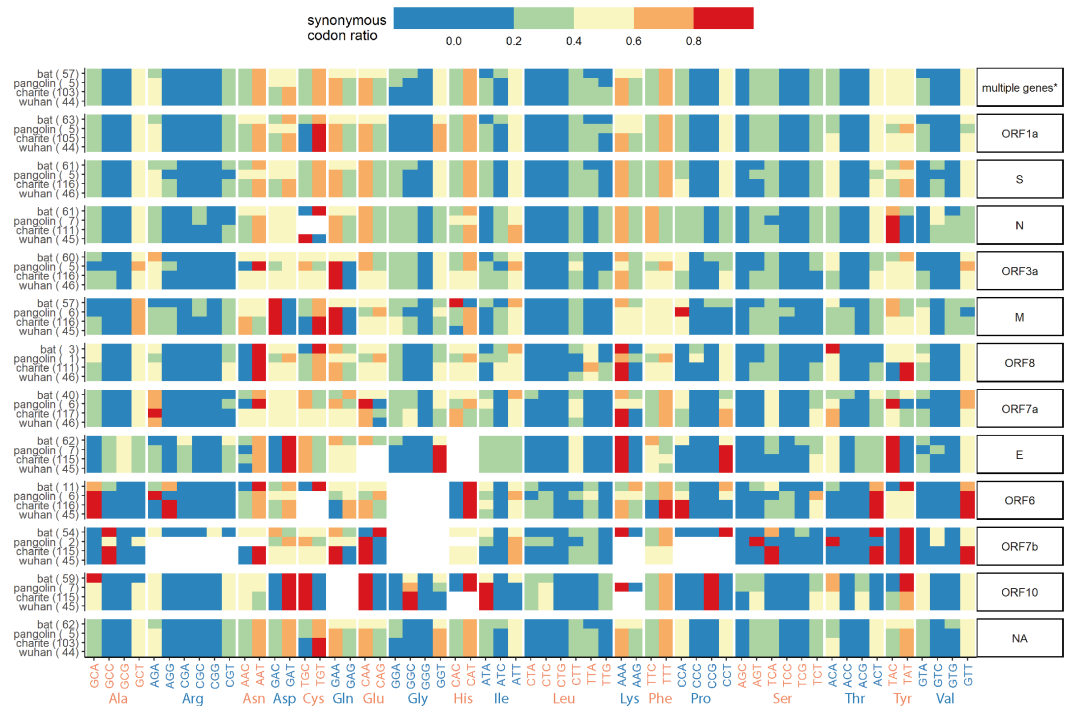 synonymous
codon ratio
0.0 0.2 0.4 0.6 0.8
bat ( 57)
pangolin ( 5)
charite (103)
wuhan ( 44)
multiple genes*
bat ( 63)
pangolin ( 5)
charite (105)
wuhan ( 44)
ORF1a
bat ( 61)
pangolin ( 5)
charite (116)
wuhan ( 46)
S
bat ( 61)
pangolin ( 7)
charite (111)
wuhan ( 45)
N
bat ( 60)
pangolin ( 5)
charite (116)
wuhan ( 46)
ORF3a
bat ( 57)
pangolin ( 6)
charite (116)
wuhan ( 45)
M
bat ( 3)
pangolin ( 1)
charite (111)
wuhan ( 46)
ORF8
bat ( 40)
pangolin ( 6)
charite (117)
wuhan ( 46)
ORF7a
bat ( 62)
pangolin ( 7)
charite (115)
wuhan ( 45)
E
bat ( 11)
pangolin ( 6)
charite (116)
wuhan ( 45)
ORF6
bat ( 54)
pangolin ( 2)
charite (115)
wuhan ( 45)
ORF7b
bat ( 59)
pangolin ( 7)
charite (115)
wuhan ( 45)
ORF10
bat ( 62)
pangolin ( 5)
charite (103)
wuhan ( 44)
NA
GCA GCC GCG GCT AGA AGG CGA CGC CGG CGT AAC AAT GAC GAT TGC TGT GAA GAG CAA CAG GGA GGC GGG GGT CAC CAT ATA ATC ATT CTA CTC CTG CTT TTA TTG AAA AAG TTC TTT CCA CCC CCG CCT AGC AGT TCA TCC TCG TCT ACA ACC ACG ACT TAC TAT GTA GTC GTG GTT
Ala Arg Asn Asp Cys Gln Glu Gly His Ile Leu Lys Phe Pro Ser Thr Tyr Val